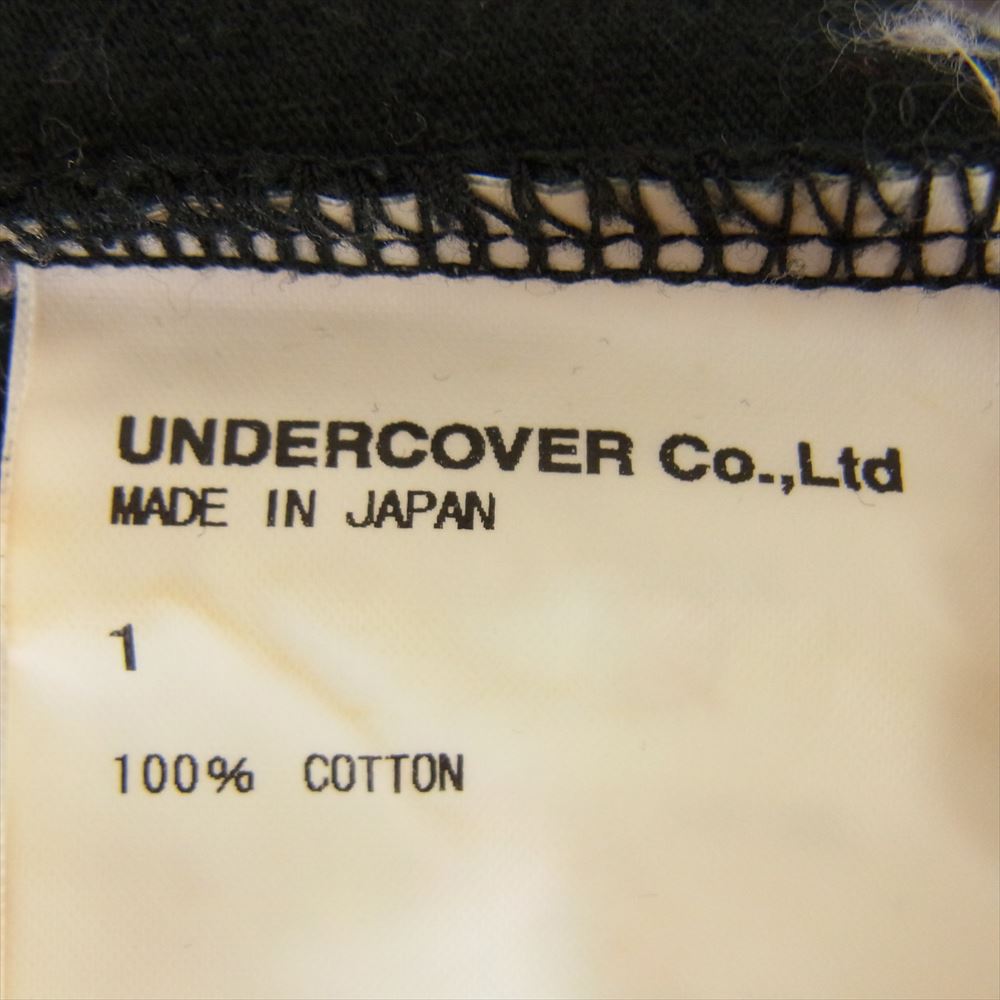 UNDERCOVER Co.,Ltd
MADE IN JAPAN
1
100% COTTON